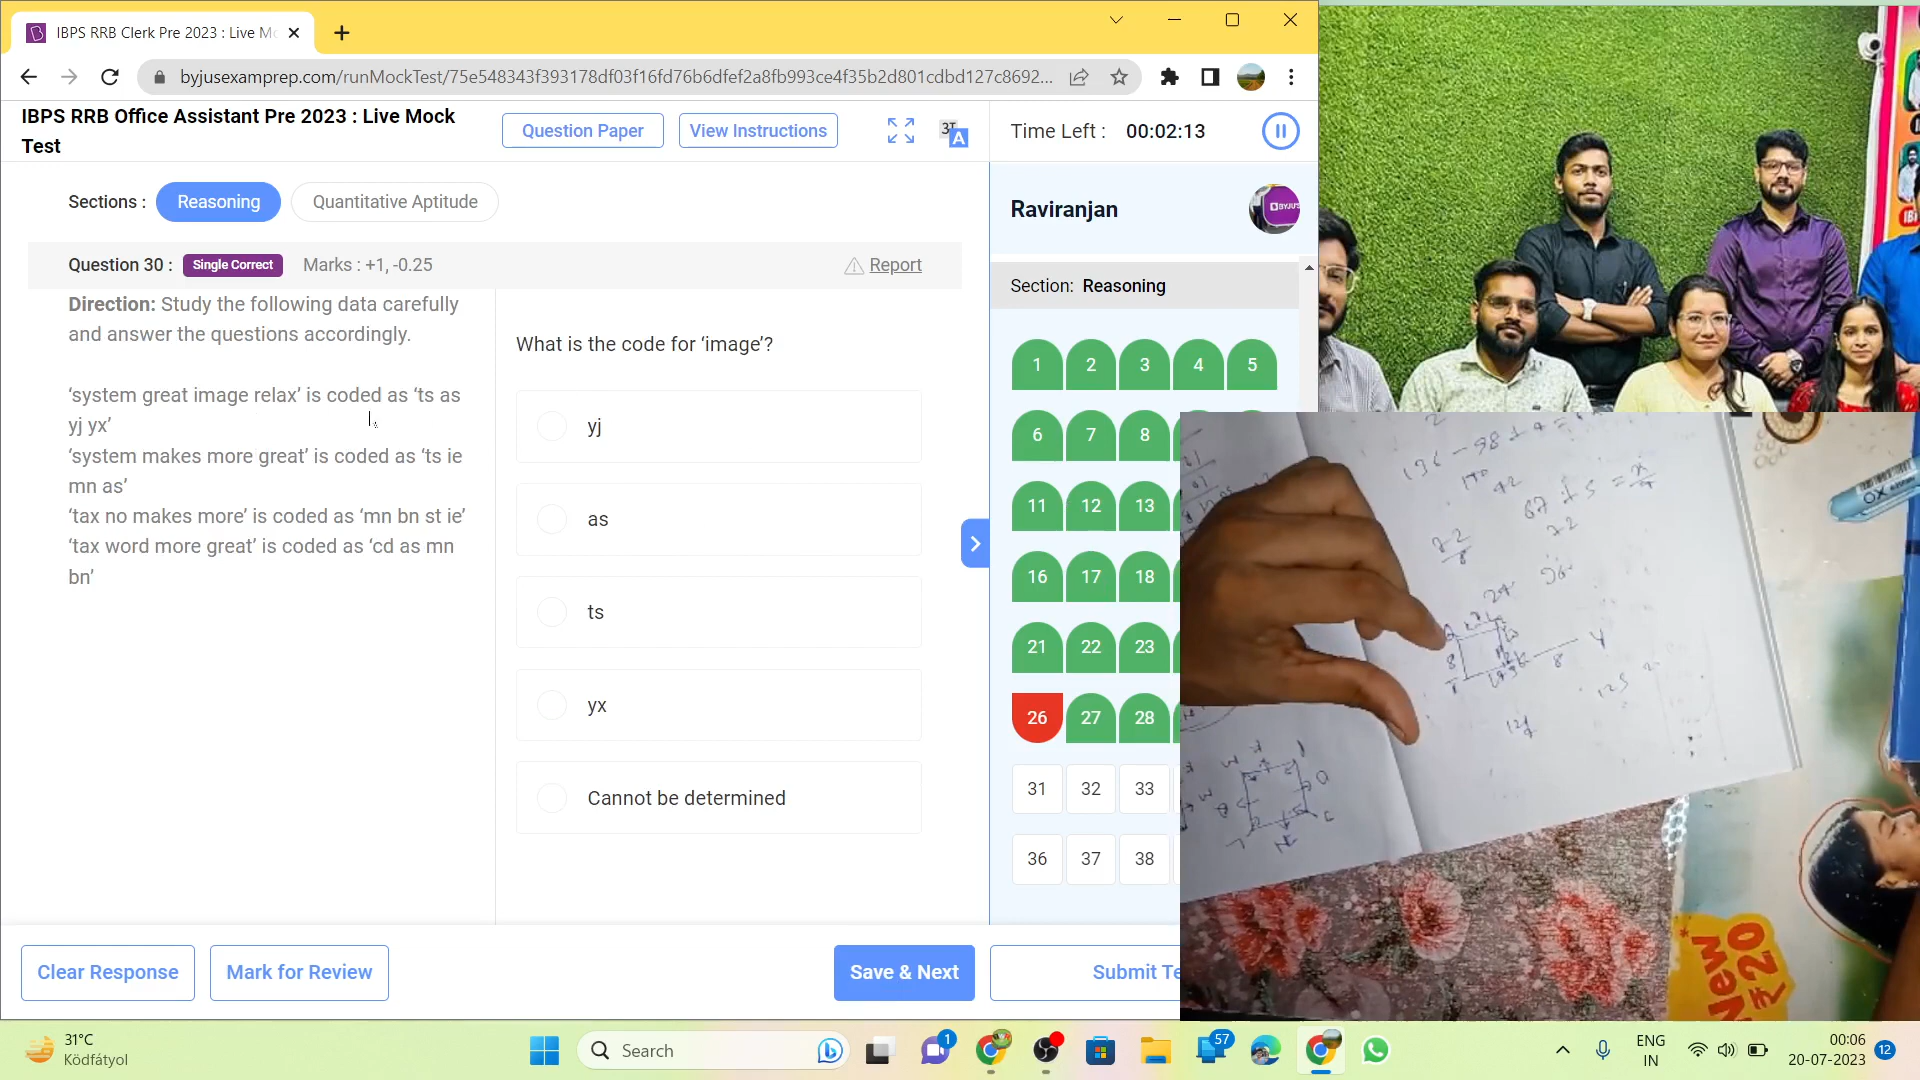 IBPS RRB Clerk Pre 2023 : Live Mo
byjusexamprep.com/runMockTest/75e548343f393178df03f16fd76b6dfef2a8fb993ce4f35b2d801cdbd127c8692...
IBPS RRB Office Assistant Pre 2023 : Live Mock
Test
Question Paper
View Instructions
A
Time Left :
00:02:13
Sections :
Reasoning
Quantitative Aptitude
Raviranjan
Question 30 :
Single Correct
Marks : +1, -0.25
Report
Section: Reasoning
Direction: Study the following data carefully
and answer the questions accordingly.
‘system great image relax’ is coded as ‘ts as
yj yx’
‘system makes more great’ is coded as ‘ts ie
mn as’
‘tax no makes more’ is coded as ‘mn bn st ie’
‘tax word more great’ is coded as ‘cd as mn
bn’
What is the code for ‘image’?
yj
as
ts
yx
Cannot be determined
1 2 3 4 5
6 7 8
11 12 13
16 17 18
21 22 23
26 27 28
31 32 33
36 37 38
Clear Response
Mark for Review
Save & Next
Submit Te
New
₹20
31°C
Ködfátyol
Search
1
57
ENG
IN
00:06
20-07-2023
12